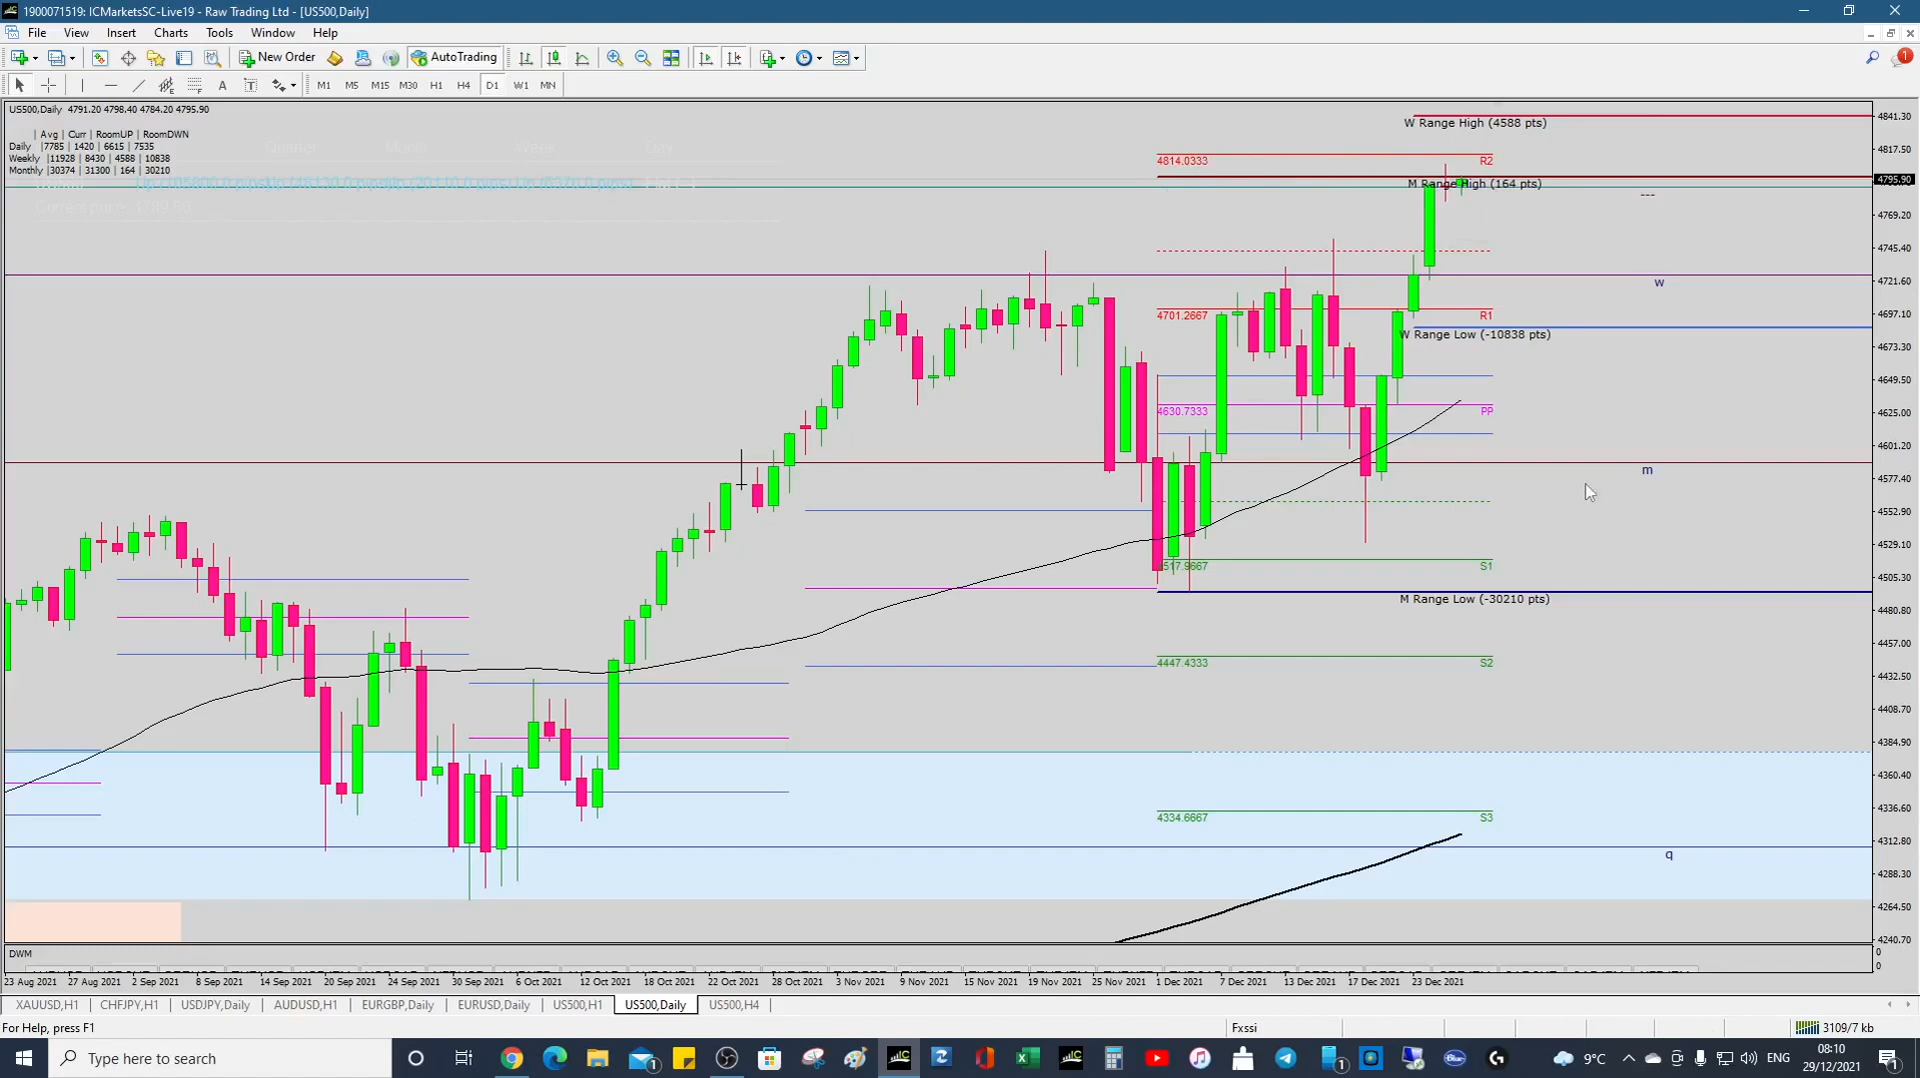 1900071519: ICMarketsSC-Live19 - Raw Trading Ltd - [US500,Daily]
File View Insert Charts Tools Window Help
New Order AutoTrading 1
A T M1 M5 M15 M30 H1 H4 D1 W1 MN
US500,Daily 4791.20 4798.40 4784.20 4795.90
| Avg | Curr | RoomUP | RoomDWN
Daily |7785 | 1420 | 6615 | 7535
Weekly |11928 | 8430 | 4588 | 10838
Monthly |30374 | 31300 | 164 | 30210
Quarter Month Week Day
W Range High (4588 pts)
4814.0333 R2
M Range High (164 pts)
---
w
4701.2667 R1
W Range Low (-10838 pts)
4630.7333 PP
m
S1
M Range Low (-30210 pts)
4447.4333 S2
4334.6667 S3
q
4841.30
4817.50
4795.90
4769.20
4745.40
4721.60
4697.10
4673.30
4649.50
4625.00
4601.20
4577.40
4552.90
4529.10
4505.30
4480.80
4457.00
4432.50
4408.70
4384.90
4360.40
4336.60
4312.80
4288.30
4264.50
4240.70
DWM
0
0
23 Aug 2021 27 Aug 2021 2 Sep 2021 8 Sep 2021 14 Sep 2021 20 Sep 2021 24 Sep 2021 30 Sep 2021 6 Oct 2021 12 Oct 2021 18 Oct 2021 22 Oct 2021 28 Oct 2021 3 Nov 2021 9 Nov 2021 15 Nov 2021 19 Nov 2021 25 Nov 2021 1 Dec 2021 7 Dec 2021 13 Dec 2021 17 Dec 2021 23 Dec 2021
XAUUSD,H1 CHFJPY,H1 USDJPY,Daily AUDUSD,H1 EURGBP,Daily EURUSD,Daily US500,H1 US500,Daily US500,H4
For Help, press F1 Fxssi 3109/7 kb
Type here to search 9°C ENG 08:10
29/12/2021